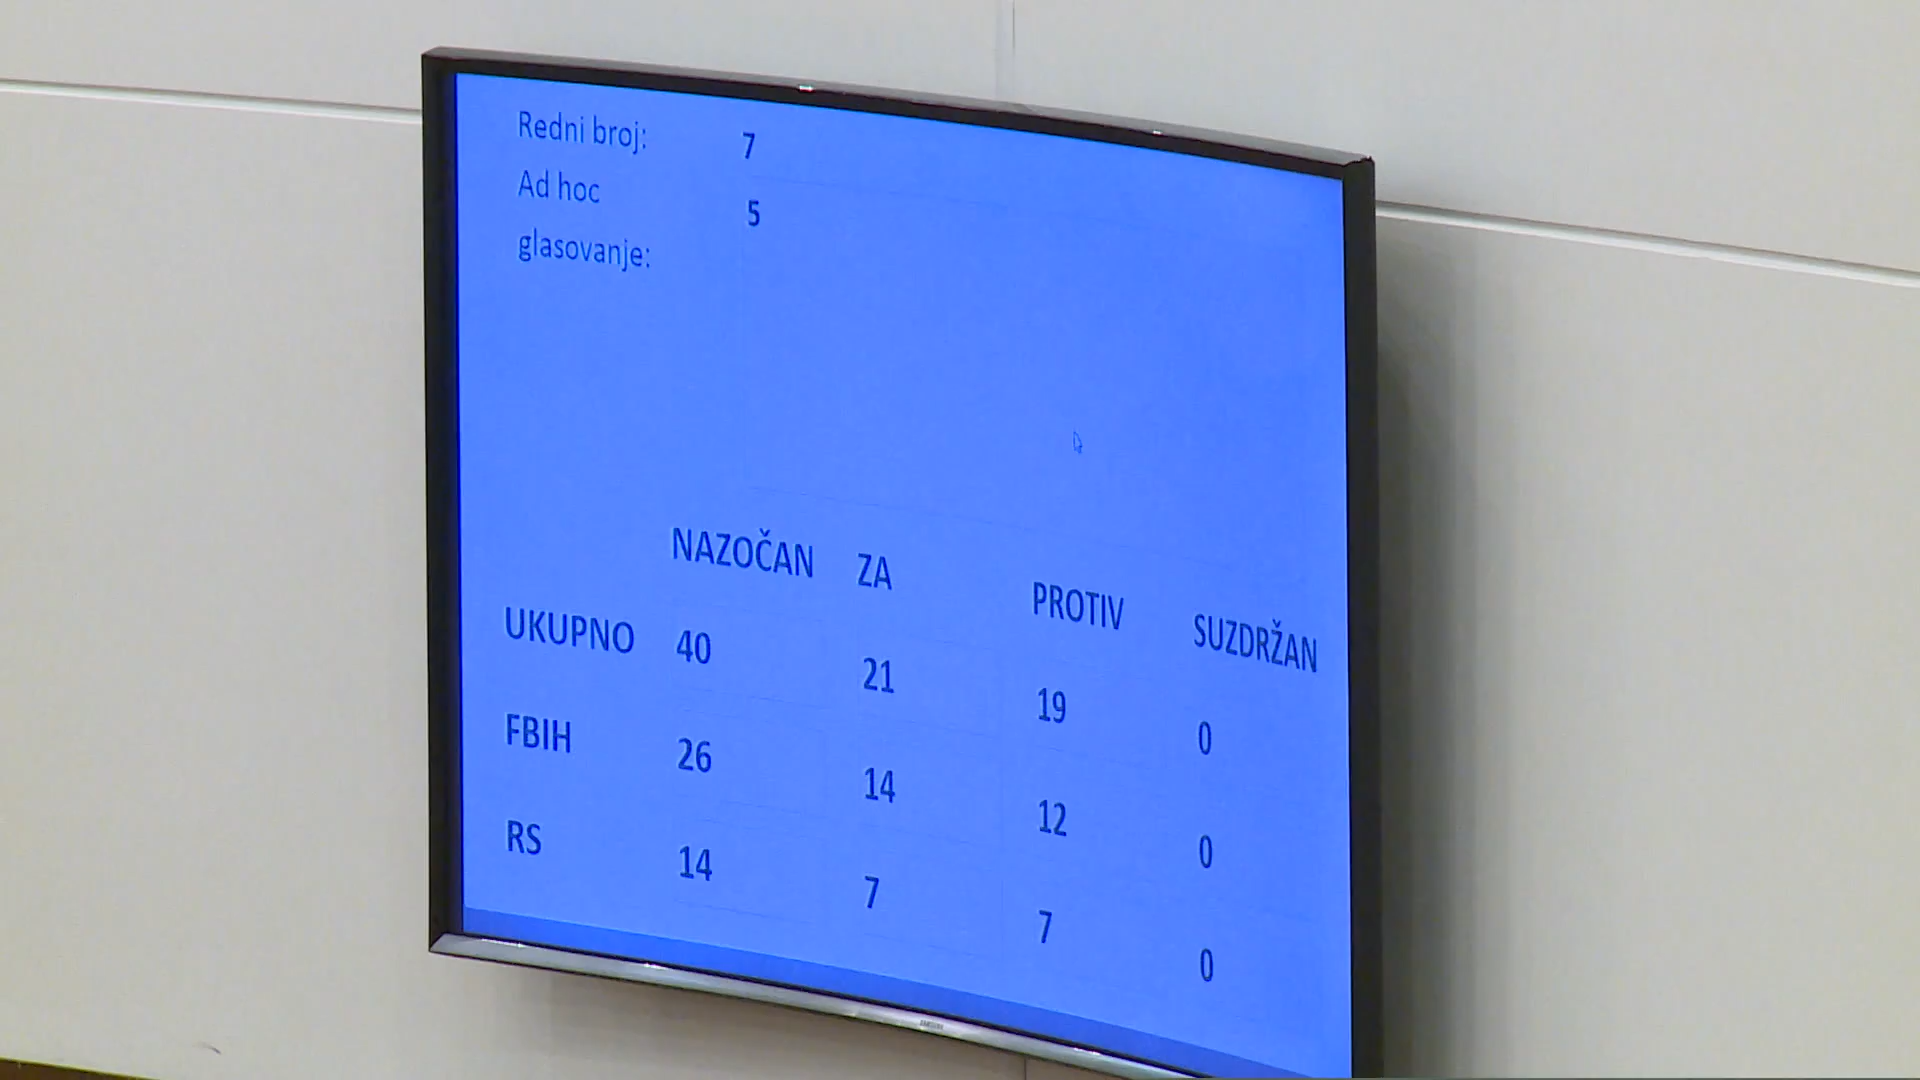 Redni broj: 7
Ad hoc 5
glasovanje:
NAZOČAN ZA PROTIV SUZDRŽAN
UKUPNO 40 21 19 0
FBIH 26 14 12 0
RS 14 7 7 0
SAMSUNG